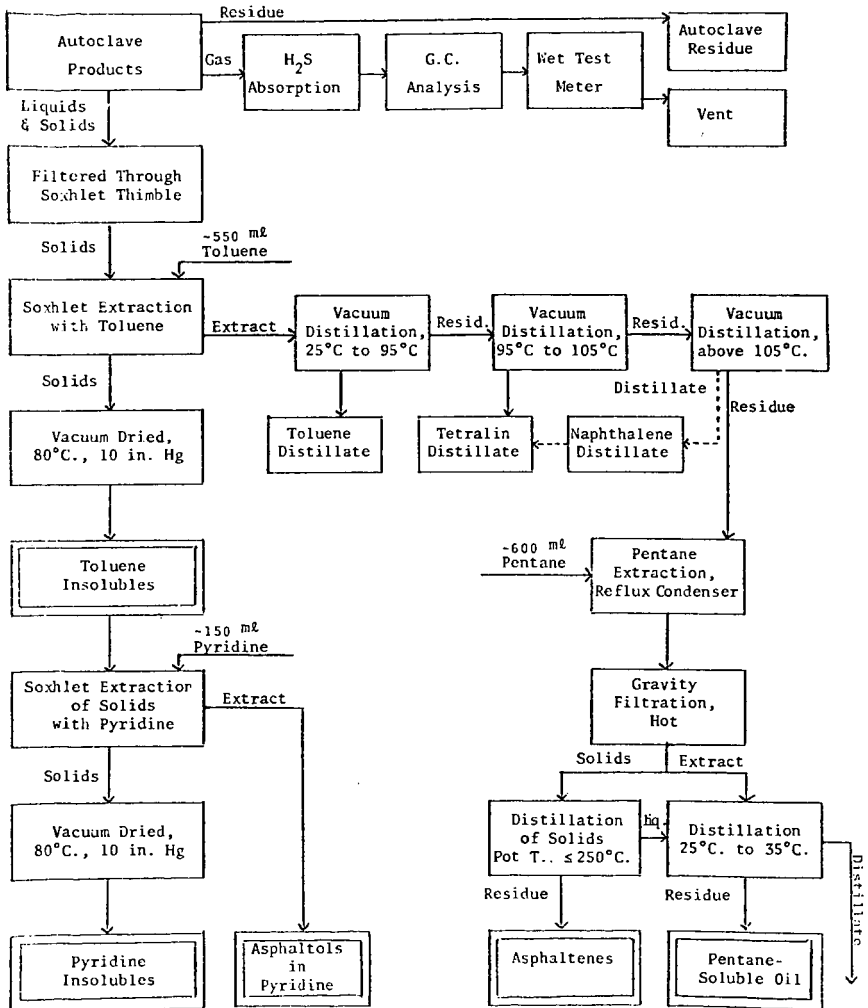 Residue
Autoclave
Products
Gas
H2S
Absorption
G.C.
Analysis
Wet Test
Meter
Autoclave
Residue
Vent
Liquids
& Solids
Filtered Through
Soxhlet Thimble
Solids
~550 ml
Toluene
Soxhlet Extraction
with Toluene
Extract
Vacuum
Distillation,
25°C to 95°C
Resid.
Vacuum
Distillation,
95°C to 105°C
Resid.
Vacuum
Distillation,
above 105°C.
Solids
Distillate
Residue
Vacuum Dried,
80°C., 10 in. Hg
Toluene
Distillate
Tetralin
Distillate
Naphthalene
Distillate
Toluene
Insolubles
~600 ml
Pentane
Pentane
Extraction,
Reflux Condenser
~150 ml
Pyridine
Soxhlet Extraction
of Solids
with Pyridine
Extract
Gravity
Filtration,
Hot
Solids
Solids
Extract
Vacuum Dried,
80°C., 10 in. Hg
Distillation
of Solids
Pot T.. ≤250°C.
liq.
Distillation
25°C. to 35°C.
Distillate
Residue
Residue
Pyridine
Insolubles
Asphaltols
in
Pyridine
Asphaltenes
Pentane-
Soluble Oil